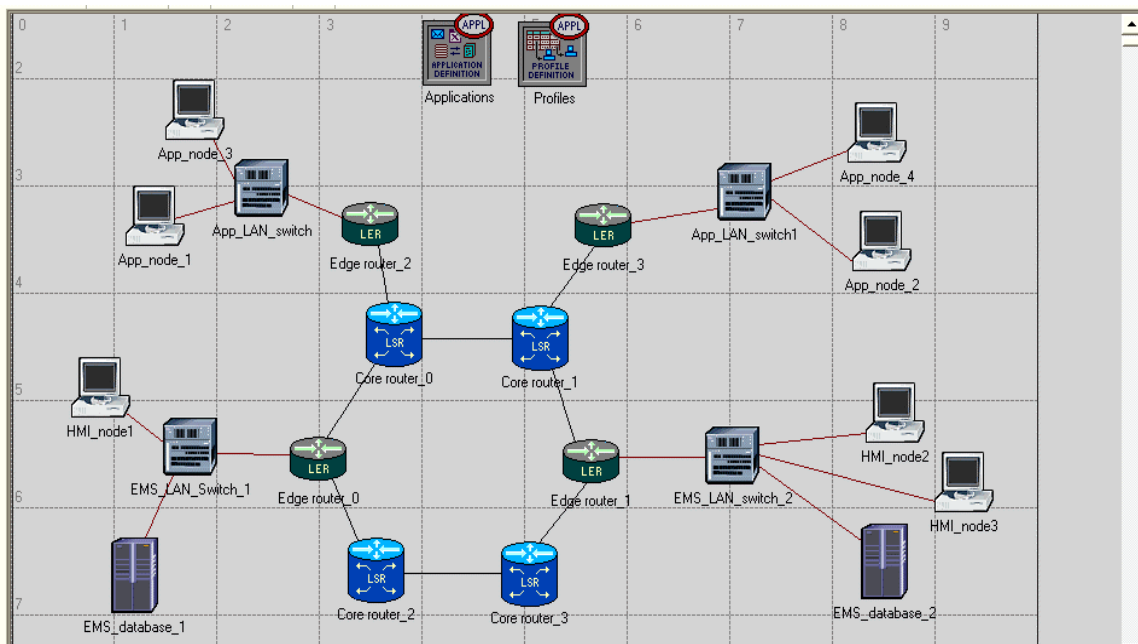 0 1 2 3 4 5 6 7 8 9
APPL APPL
APPLICATION DEFINITION
PROFILE DEFINITION
Applications Profiles
2
App_node_3
App_node_4
3
App_LAN_switch
App_LAN_switch1
App_node_1
LER
LER
Edge router_2
Edge router_3
App_node_2
4
LSR
LSR
Core router_0
Core router_1
5
HMI_node1
HMI_node2
LER
LER
EMS_LAN_Switch_1
Edge router_0
Edge router_1
EMS_LAN_switch_2
6
HMI_node3
LSR
LSR
7
EMS_database_1
Core router_2
Core router_3
EMS_database_2